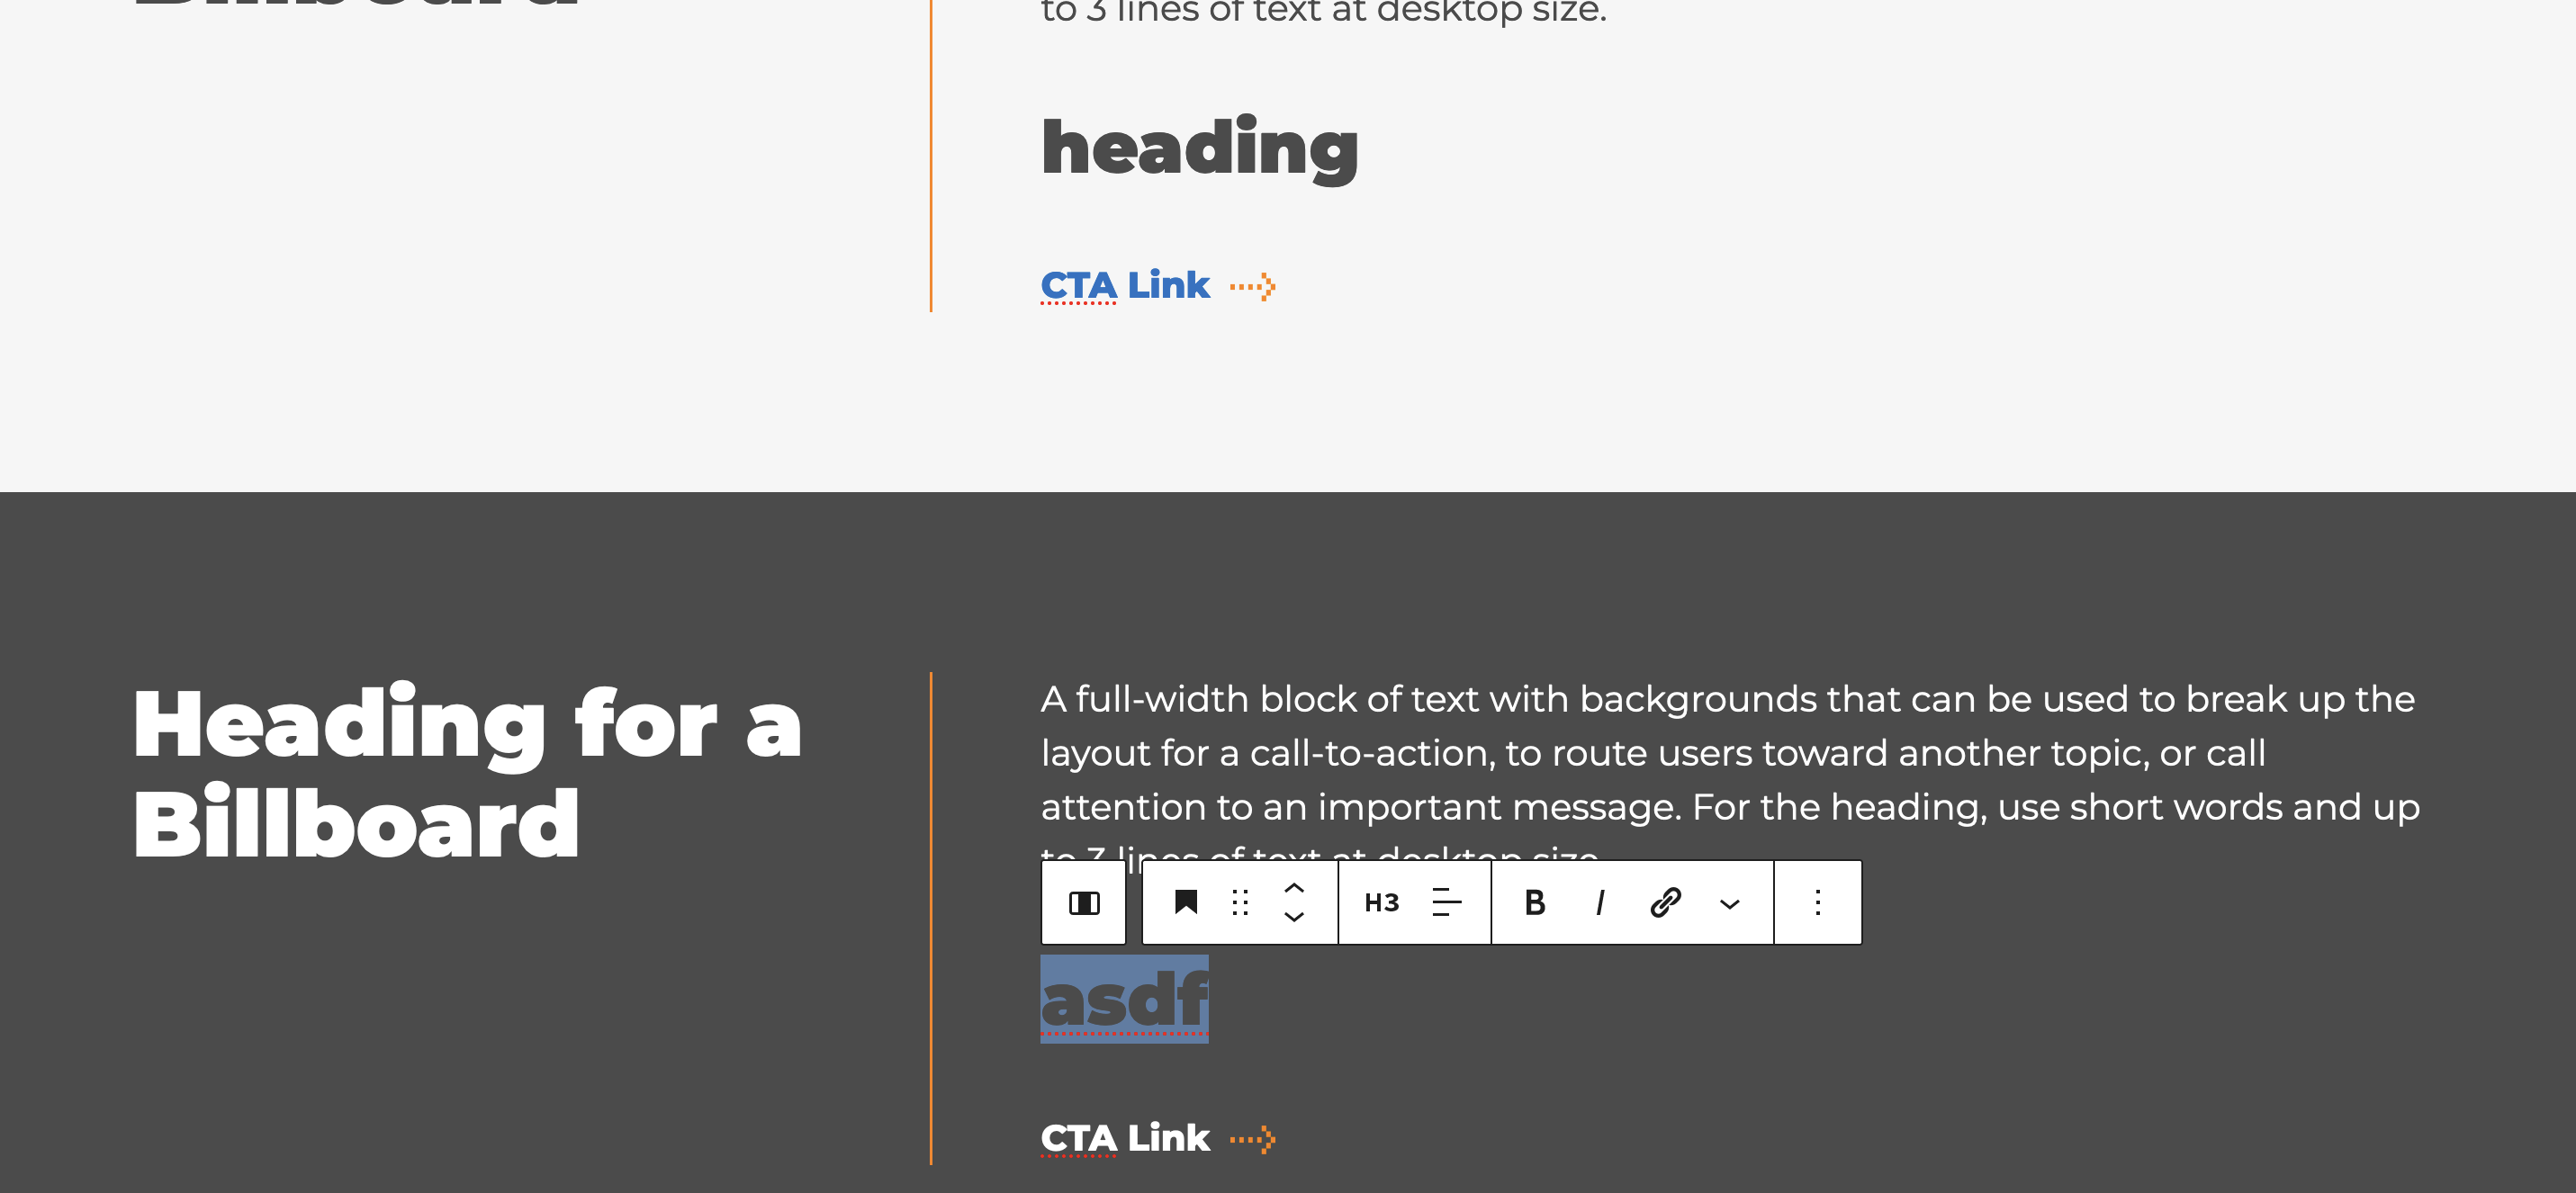 Billboard
to 3 lines of text at desktop size.
heading
CTA Link
Heading for a
Billboard
A full-width block of text with backgrounds that can be used to break up the
layout for a call-to-action, to route users toward another topic, or call
attention to an important message. For the heading, use short words and up
to 3 lines of text at desktop size.
H3
B
I
asdf
CTA Link